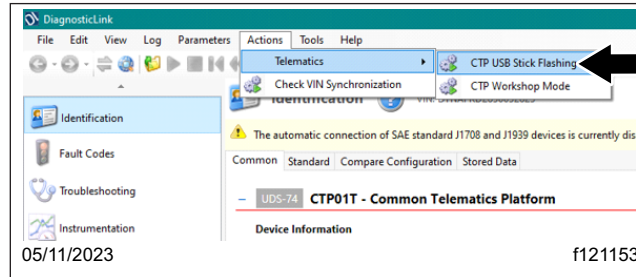 DiagnosticLink
File Edit View Log Parameters Actions Tools Help
Telematics
CTP USB Stick Flashing
Check VIN Synchronization
CTP Workshop Mode
Identification
VIN:
Identification
The automatic connection of SAE standard J1708 and J1939 devices is currently dis
Fault Codes
Common Standard Compare Configuration Stored Data
Troubleshooting
UDS-74 CTP01T - Common Telematics Platform
Instrumentation
Device Information
05/11/2023
f121153